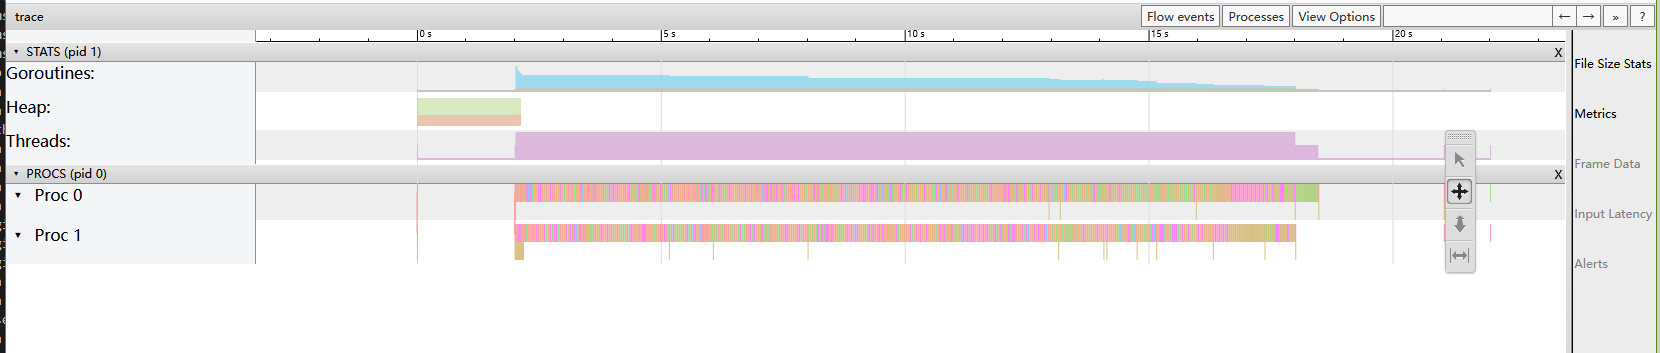 trace
Flow events Processes View Options ← → » ?
0 s 5 s 10 s 15 s 20 s
▾ STATS (pid 1) X
Goroutines:
Heap:
Threads:
▾ PROCS (pid 0) X
▾ Proc 0
▾ Proc 1
File Size Stats
Metrics
Frame Data
Input Latency
Alerts